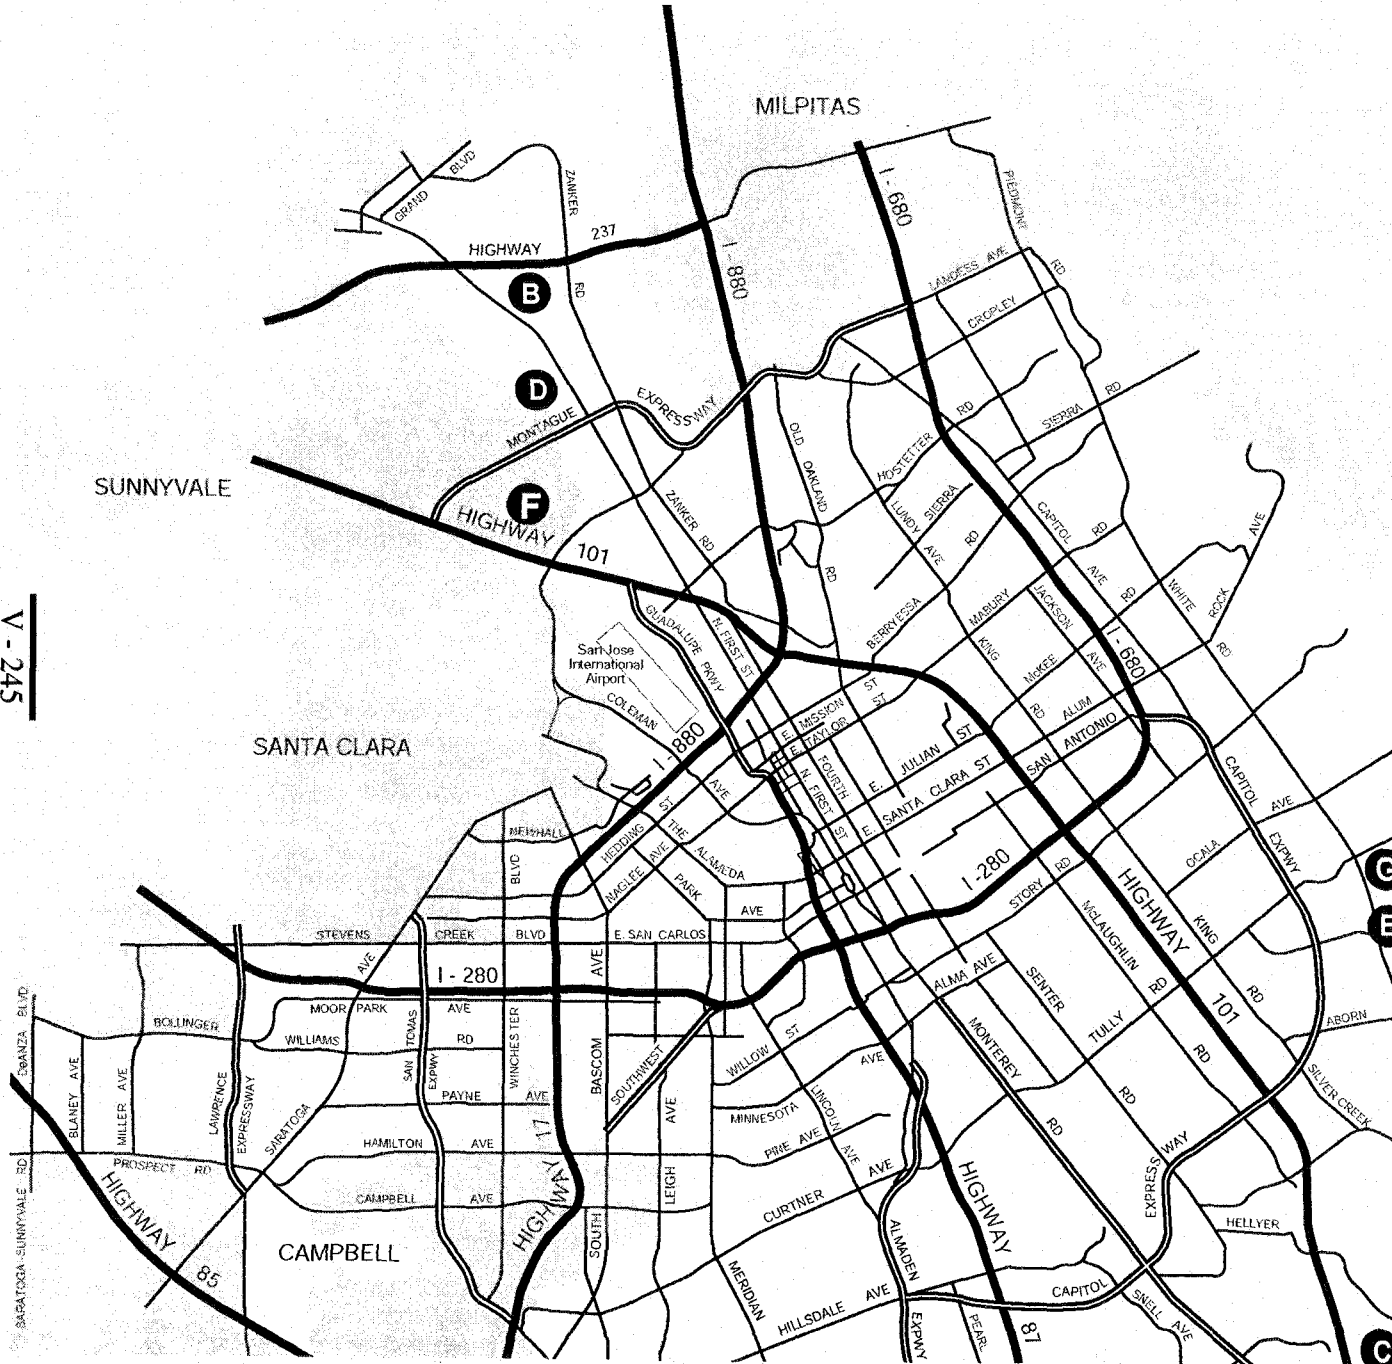 MILPITAS
I - 680
PIEDMONT
RD
GRAND
BLVD
ZANKER
RD
HIGHWAY
237
I - 880
B
LANDESS AVE
CROPLEY
D
MONTAGUE
EXPRESSWAY
OLD
OAKLAND
RD
HOSTETTER
RD
SIERRA
RD
SUNNYVALE
F
HIGHWAY
101
ZANKER
RD
LUNDY
AVE
SIERRA
RD
CAPITOL
AVE
RD
RD
WHITE
RD
ROCK
AVE
BERRYESSA
MABURY
JACKSON
AVE
KING
RD
McKEE
I - 680
V - 245
GUADALUPE
PKWY
N. FIRST
ST
San Jose
International
Airport
COLEMAN
AVE
SANTA CLARA
I - 880
E. MISSION
ST
E. TAYLOR
ST
ALUM
SAN ANTONIO
FOURTH
ST
N. FIRST
ST
E. JULIAN
ST
E. SANTA CLARA ST
CAPITOL
EXPWY
AVE
OCALA
NEWHALL
HEDDING
ST
THE
ALAMEDA
NAGLEE
AVE
PARK
AVE
I - 280
STORY
RD
HIGHWAY
101
McLAUGHLIN
RD
KING
RD
G
E
STEVENS
CREEK
BLVD
E. SAN CARLOS
BLVD
AVE
I - 280
ALMA AVE
SENTER
RD
TULLY
RD
ABORN
MOOR PARK
AVE
BOLLINGER
WILLIAMS
RD
SAN TOMAS
EXPWY
WINCHESTER
BASCOM
AVE
SOUTH
SOUTHWEST
WILLOW
ST
AVE
MONTEREY
RD
SILVER CREEK
DeANZA BLVD
BLANEY AVE
MILLER AVE
LAWRENCE
EXPRESSWAY
SARATOGA
AVE
PAYNE
AVE
MINNESOTA
LINCOLN
AVE
PINE AVE
HAMILTON
AVE
PROSPECT
RD
LEIGH
AVE
CURTNER
AVE
CAMPBELL
AVE
HIGHWAY
17
HIGHWAY
85
SARATOGA SUNNYVALE RD
CAMPBELL
MERIDIAN
HILLSDALE
AVE
ALMADEN
EXPWY
HIGHWAY
87
PEARL
CAPITOL
EXPRESSWAY
SNELL
AVE
HELLYER
C